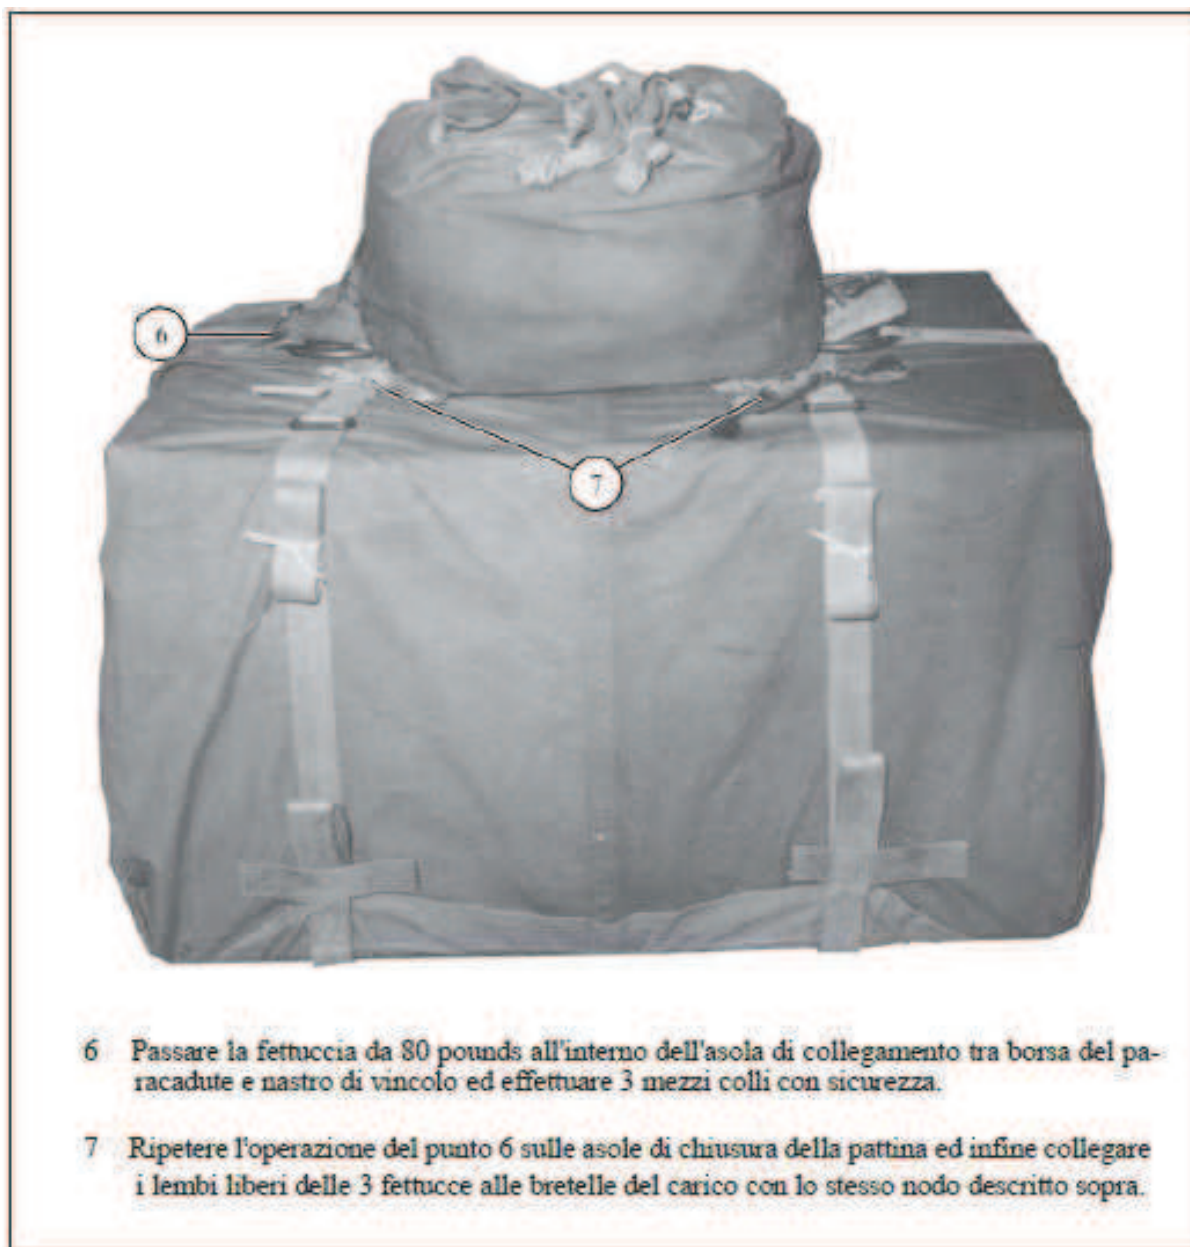 6
7
6 Passare la fettuccia da 80 pounds all'interno dell'asola di collegamento tra borsa del pa-
racadute e nastro di vincolo ed effettuare 3 mezzi colli con sicurezza.
7 Ripetere l'operazione del punto 6 sulle asole di chiusura della pattina ed infine collegare
i lembi liberi delle 3 fettucce alle bretelle del carico con lo stesso nodo descritto sopra.